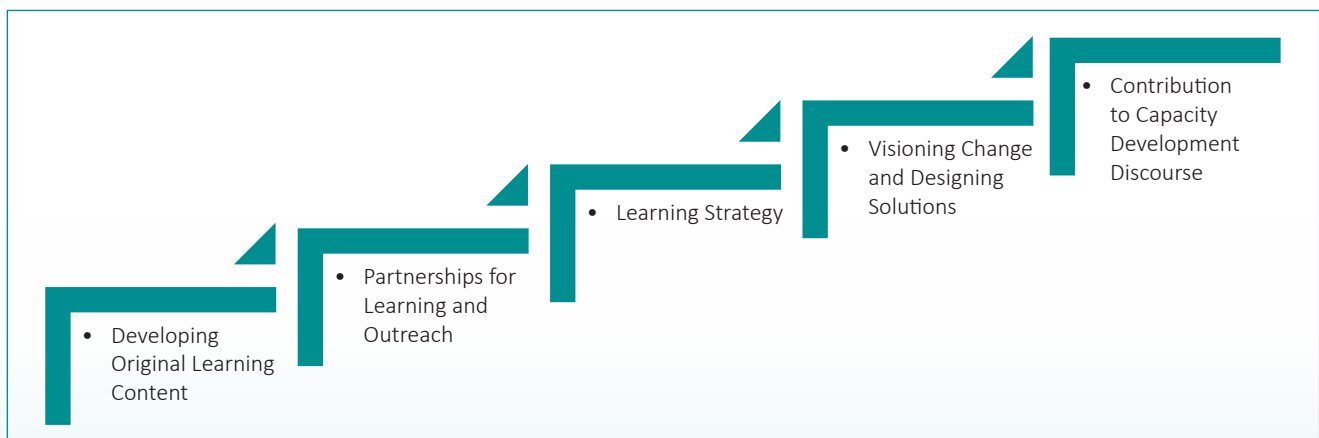 • Developing
Original Learning
Content
• Partnerships for
Learning and
Outreach
• Learning Strategy
• Visioning Change
and Designing
Solutions
• Contribution
to Capacity
Development
Discourse